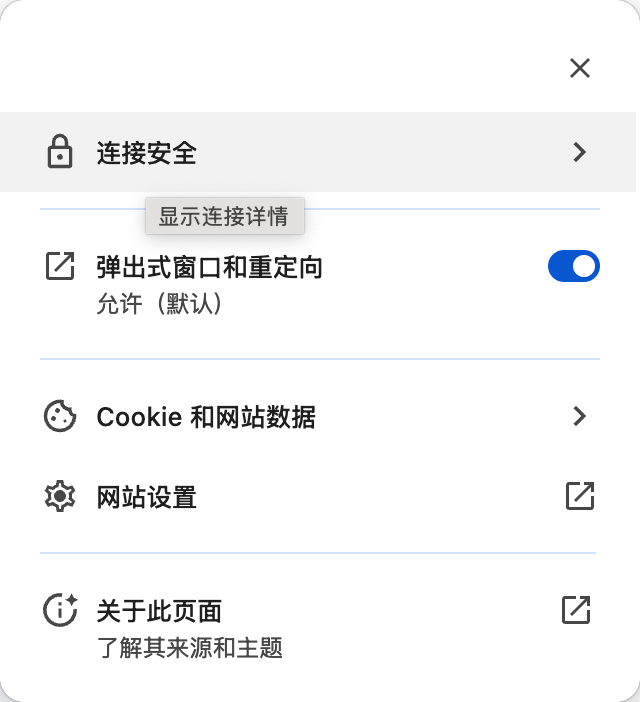 连接安全
显示连接详情
弹出式窗口和重定向
允许（默认）
Cookie 和网站数据
网站设置
关于此页面
了解其来源和主题